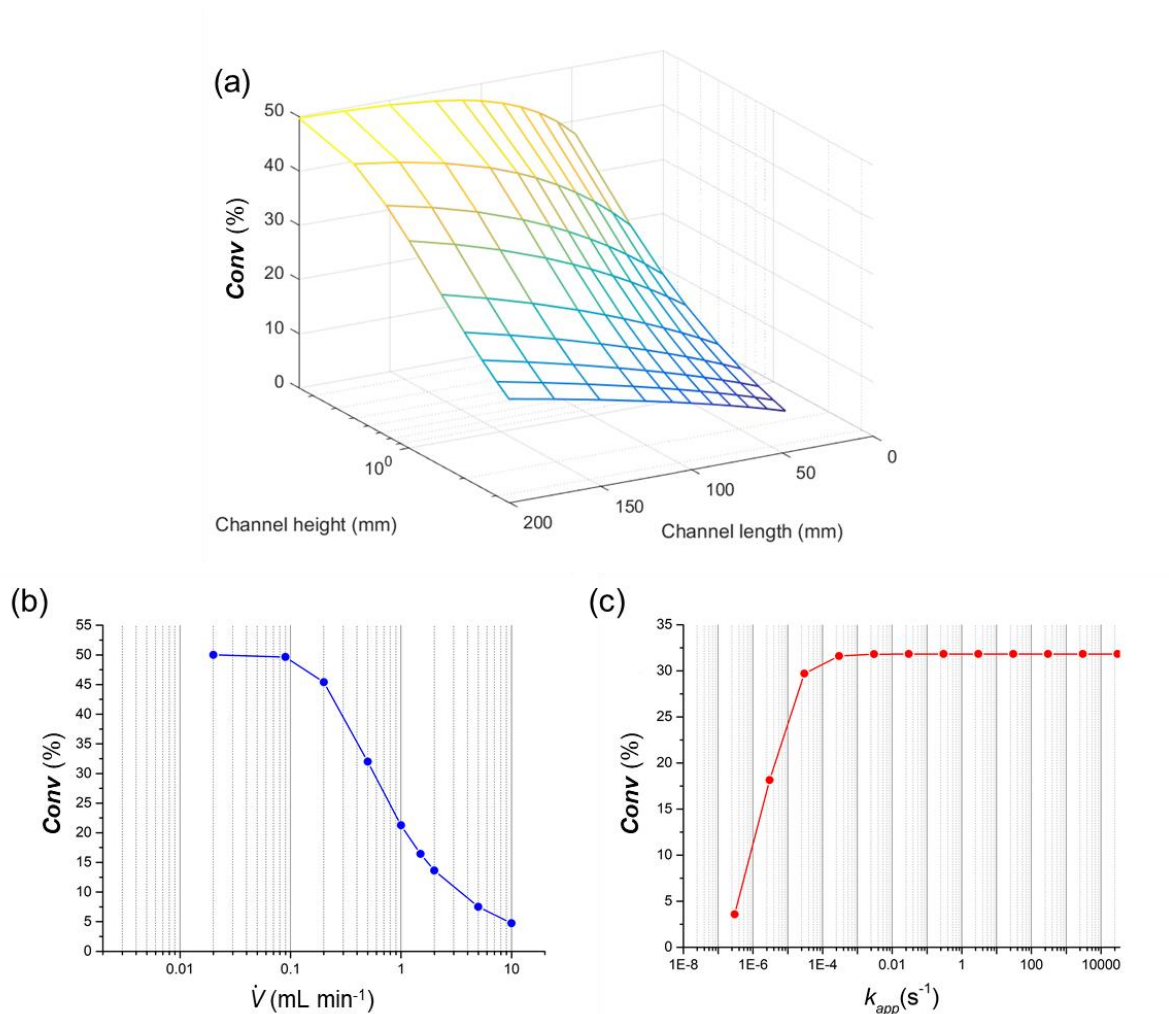 (a)
50
40
30
20
10
0
Conv (%)
10⁰
Channel height (mm)
200
150
100
50
0
Channel length (mm)
(b)
55
50
45
40
35
30
25
20
15
10
5
0
Conv (%)
0.01 0.1 1 10
V̇ (mL min⁻¹)
(c)
35
30
25
20
15
10
5
0
Conv (%)
1E-8 1E-6 1E-4 0.01 1 100 10000
kapp(s⁻¹)